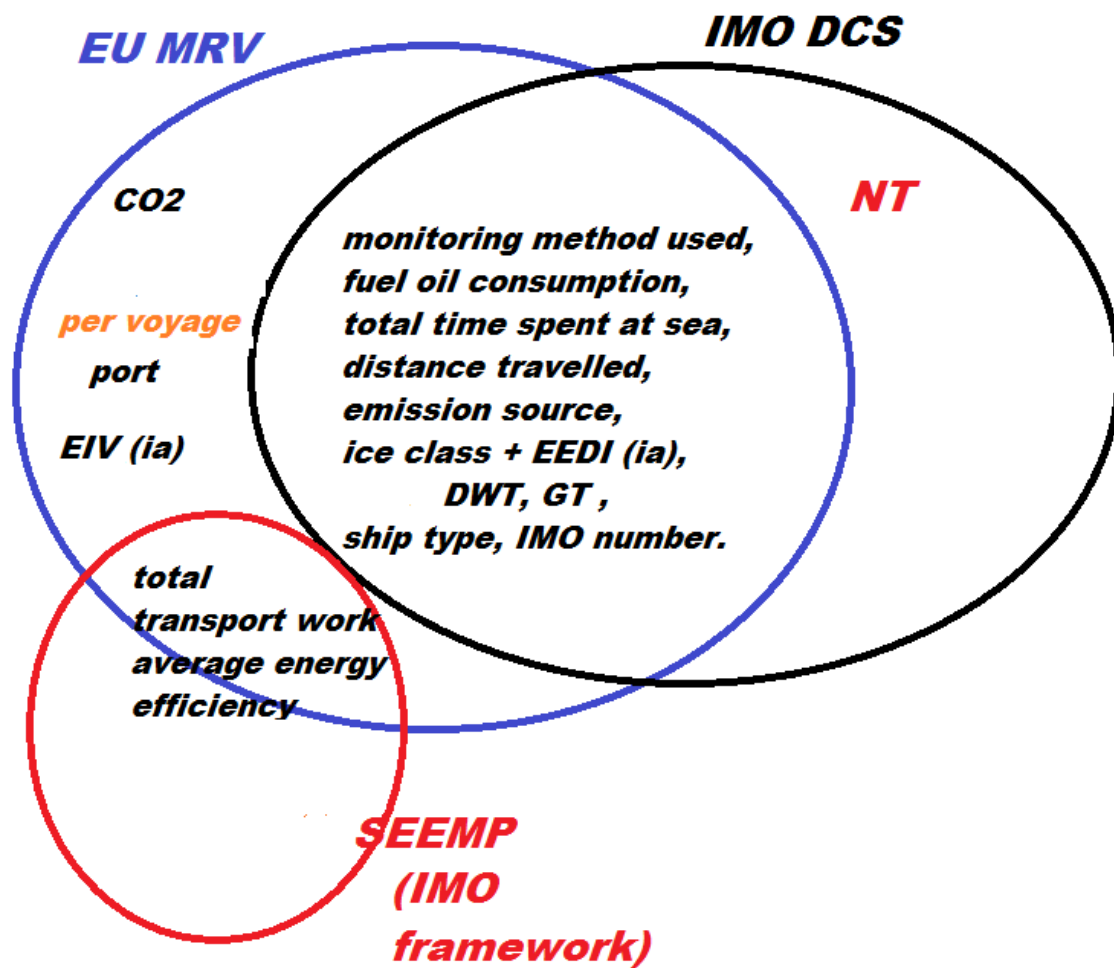 EU MRV
IMO DCS
CO2
NT
monitoring method used,
fuel oil consumption,
total time spent at sea,
distance travelled,
emission source,
ice class + EEDI (ia),
DWT, GT ,
ship type, IMO number.
per voyage
port
EIV (ia)
total
transport work
average energy
efficiency
SEEMP
(IMO
framework)